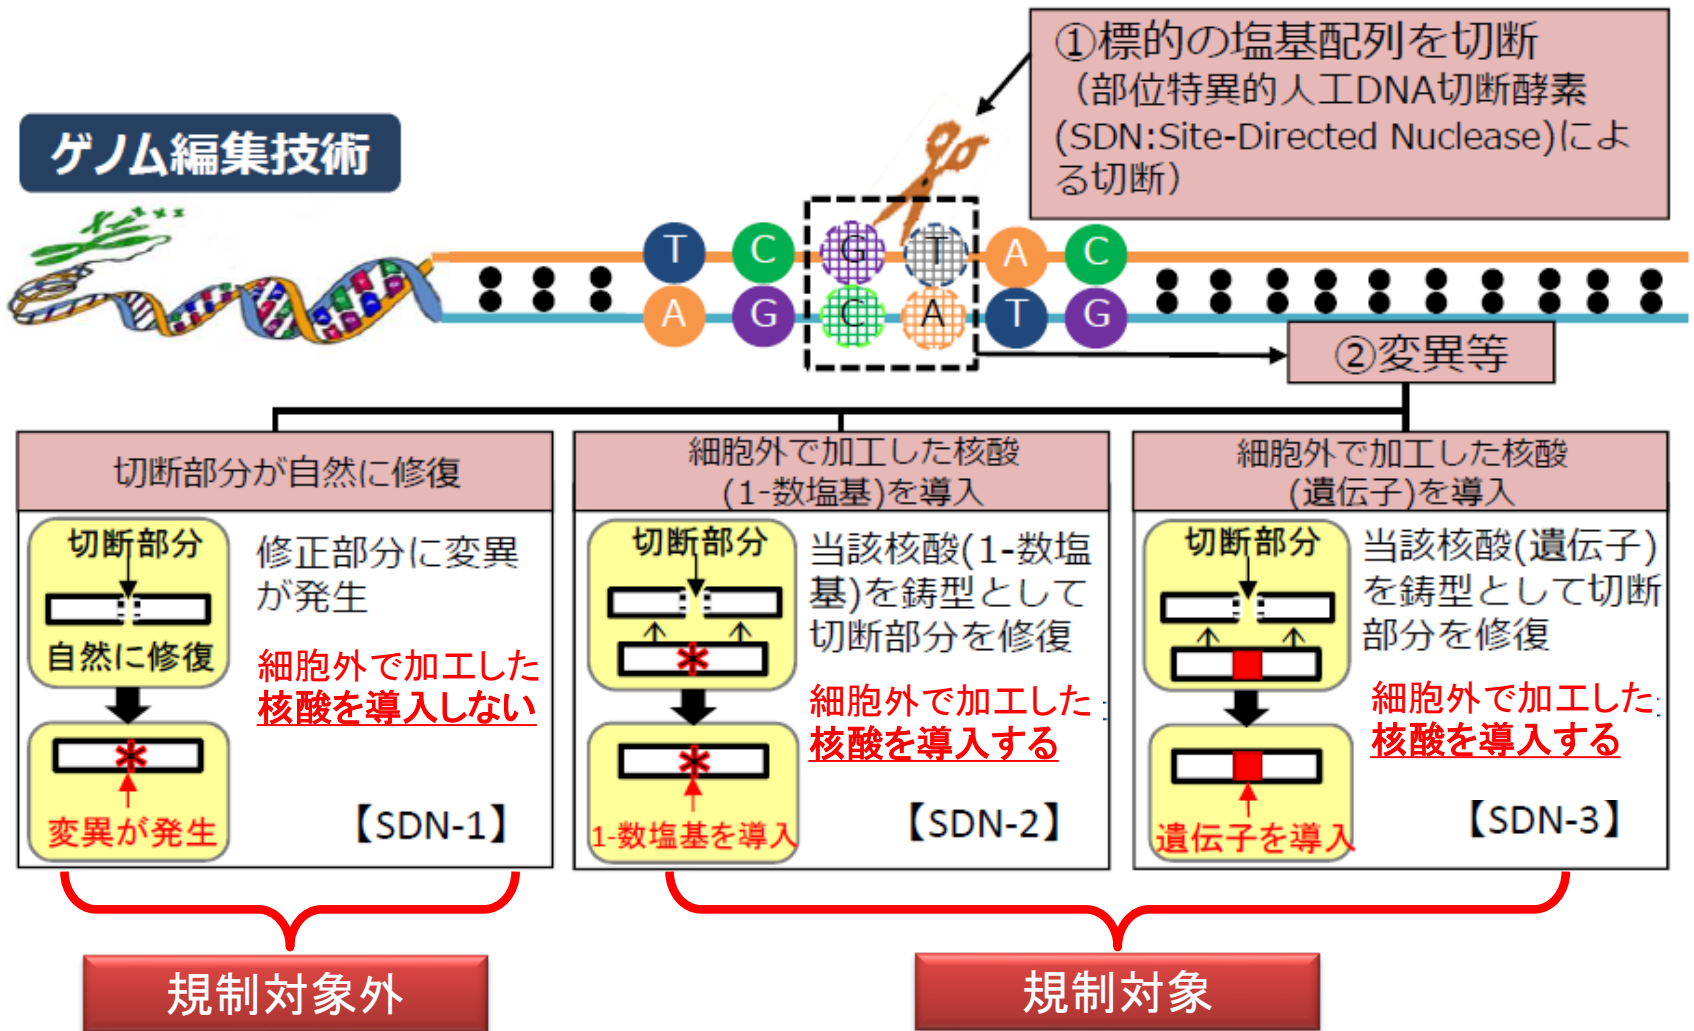 ①標的の塩基配列を切断
（部位特異的人工DNA切断酵素
(SDN:Site-Directed Nuclease)によ
る切断）
ゲノム編集技術
T C G T A C
A G C A T G
②変異等
切断部分が自然に修復
切断部分
自然に修復
変異が発生
修正部分に変異
が発生
細胞外で加工した
核酸を導入しない
【SDN-1】
細胞外で加工した核酸
(1-数塩基)を導入
切断部分
1-数塩基を導入
当該核酸(1-数塩
基)を鋳型として
切断部分を修復
細胞外で加工した
核酸を導入する
【SDN-2】
細胞外で加工した核酸
(遺伝子)を導入
切断部分
遺伝子を導入
当該核酸(遺伝子)
を鋳型として切断
部分を修復
細胞外で加工した
核酸を導入する
【SDN-3】
規制対象外
規制対象